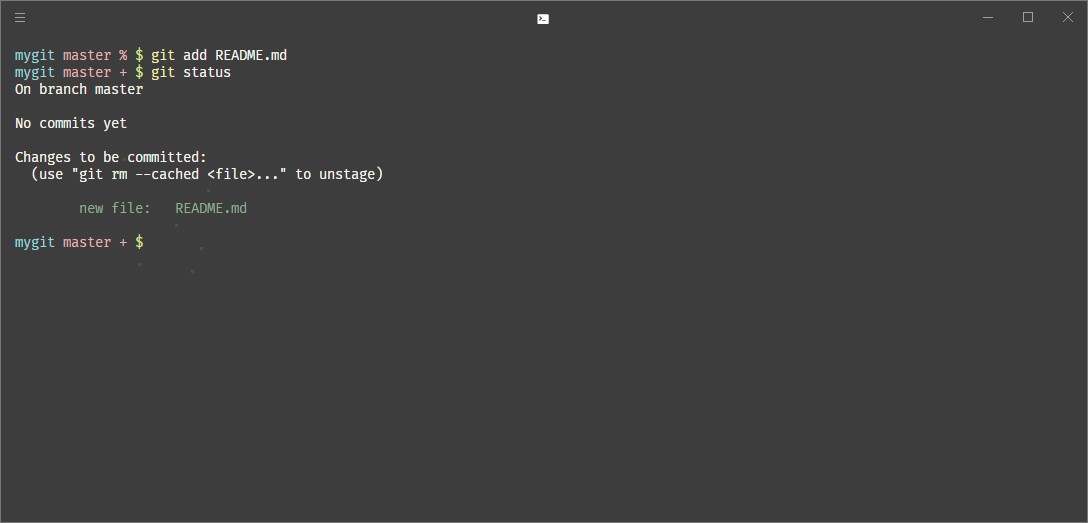 mygit master % $ git add README.md
mygit master + $ git status
On branch master
No commits yet
Changes to be committed:
  (use "git rm --cached <file>..." to unstage)
        new file:   README.md
mygit master + $